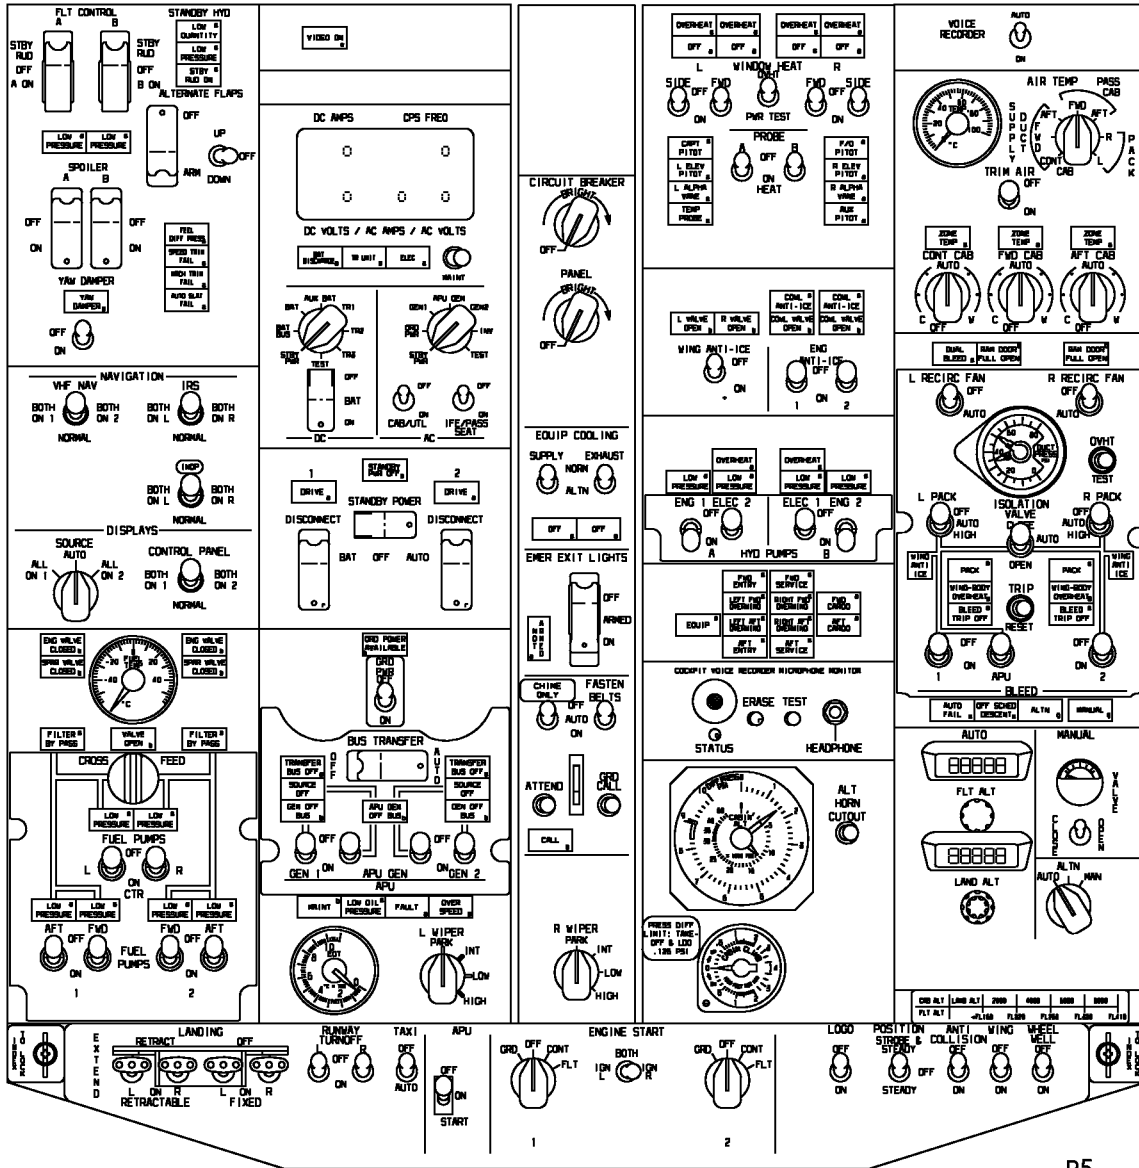 FLT CONTROL
A B
STBY RUD
OFF
A ON
STBY RUD
OFF
B ON
STANDBY HYD
LOW QUANTITY
LOW PRESSURE
STBY RUD ON
ALTERNATE FLAPS
OFF
ARM
UP
OFF
DOWN
LOW PRESSURE
LOW PRESSURE
SPOILER
A B
OFF
ON
OFF
ON
FEEL DIFF PRESS
SPEED TRIM FAIL
MACH TRIM FAIL
AUTO SLAT FAIL
YAW DAMPER
YAW DAMPER
OFF
ON
NAVIGATION
VHF NAV
BOTH ON 1
BOTH ON 2
NORMAL
IRS
BOTH ON L
BOTH ON R
NORMAL
INOP
BOTH ON L
BOTH ON R
NORMAL
DISPLAYS
SOURCE
AUTO
ALL ON 1
ALL ON 2
CONTROL PANEL
BOTH ON 1
BOTH ON 2
NORMAL
ENG VALVE CLOSED
SPAR VALVE CLOSED
ENG VALVE CLOSED
SPAR VALVE CLOSED
-20 0 20
-40 40
°C
FILTER BY PASS
VALVE OPEN
FILTER BY PASS
CROSS FEED
LOW PRESSURE
LOW PRESSURE
FUEL PUMPS
L OFF R
ON
CTR
LOW PRESSURE
LOW PRESSURE
LOW PRESSURE
LOW PRESSURE
AFT FWD FWD AFT
OFF OFF
ON ON
FUEL PUMPS
1 2
VIDEO ON
DC AMPS CPS FREQ
0 0
0 0 0
DC VOLTS / AC AMPS / AC VOLTS
BAT DISCHARGE
TR UNIT
ELEC
MAINT
AUX BAT
BAT TR1
BAT BUS TR2
STBY PWR TR3
TEST
APU GEN
GEN1 GEN2
GRD PWR INV
STBY PWR TEST
OFF
BAT
ON
DC
OFF
ON
CAB/UTL
OFF
ON
IFE/PASS SEAT
AC
1
DRIVE
STANDBY PWR OFF
2
DRIVE
STANDBY POWER
DISCONNECT
DISCONNECT
BAT OFF AUTO
GRD POWER AVAILABLE
GRD PWR
OFF
ON
BUS TRANSFER
OFF
AUTO
TRANSFER BUS OFF
SOURCE OFF
GEN OFF BUS
TRANSFER BUS OFF
SOURCE OFF
GEN OFF BUS
APU GEN OFF BUS
OFF OFF
ON ON
GEN 1 APU GEN GEN 2
APU
MAINT
LOW OIL PRESSURE
FAULT
OVER SPEED
EGT
L WIPER
PARK
INT
LOW
HIGH
CIRCUIT BREAKER
BRIGHT
OFF
PANEL
BRIGHT
OFF
EQUIP COOLING
SUPPLY EXHAUST
NORM
ALTN
OFF
OFF
EMER EXIT LIGHTS
OFF
ARMED
ON
CHIME ONLY
FASTEN BELTS
OFF
AUTO
ON
ATTEND
GRD CALL
CALL
R WIPER
PARK
INT
LOW
HIGH
OVERHEAT OVERHEAT OVERHEAT OVERHEAT
OFF OFF OFF OFF
L WINDOW HEAT R
OVHT
SIDE OFF FWD FWD OFF SIDE
ON ON
PWR TEST
PROBE
A B
OFF
ON
HEAT
CAPT PITOT
L ELEV PITOT
L ALPHA VANE
TEMP PROBE
F/O PITOT
R ELEV PITOT
R ALPHA VANE
AUX PITOT
COWL ANTI-ICE
COWL ANTI-ICE
L VALVE OPEN
R VALVE OPEN
COWL VALVE OPEN
COWL VALVE OPEN
WING ANTI-ICE
OFF
ON
ENG ANTI-ICE
OFF
1 ON 2
OVERHEAT
OVERHEAT
LOW PRESSURE
LOW PRESSURE
LOW PRESSURE
LOW PRESSURE
ENG 1 ELEC 2 ELEC 1 ENG 2
OFF OFF
ON ON
A HYD PUMPS B
FWD ENTRY
FWD SERVICE
LEFT FWD OVERWING
RIGHT FWD OVERWING
FWD CARGO
EQUIP
LEFT AFT OVERWING
RIGHT AFT OVERWING
AFT CARGO
AFT ENTRY
AFT SERVICE
COCKPIT VOICE RECORDER MICROPHONE MONITOR
ERASE TEST
STATUS HEADPHONE
CABIN ALT
ALT HORN CUTOUT
PRESS DIFF
LIMIT: TAKE-
OFF & LDG
.125 PSI
CABIN CLIMB
VOICE RECORDER
AUTO
ON
TEMP
°C
SUPPLY DUCT
AIR TEMP
PASS CAB
FWD
AFT AFT
FWD
CONT CAB
R
L
PACK
TRIM AIR
OFF
ON
ZONE TEMP
ZONE TEMP
ZONE TEMP
CONT CAB FWD CAB AFT CAB
AUTO AUTO AUTO
C W C W C W
OFF OFF OFF
DUAL BLEED
RAM DOOR FULL OPEN
RAM DOOR FULL OPEN
L RECIRC FAN R RECIRC FAN
OFF OFF
AUTO AUTO
DUCT PRESS PSI
OVHT
TEST
L PACK R PACK
OFF
AUTO
HIGH
ISOLATION VALVE
CLOSE
AUTO
OPEN
OFF
AUTO
HIGH
WING ANTI ICE
WING ANTI ICE
PACK
WING-BODY OVERHEAT
BLEED TRIP OFF
TRIP
RESET
PACK
WING-BODY OVERHEAT
BLEED TRIP OFF
OFF OFF
ON ON
1 APU 2
BLEED
AUTO FAIL
OFF SCHED DESCENT
ALTN
MANUAL
AUTO MANUAL
88888
FLT ALT
88888
LAND ALT
VALVE
CLOSE
OPEN
ALTN
AUTO MAN
CAB ALT LAND ALT 2000 4000 6000 8000
FLT ALT
TO LOCK
EXTEND
LANDING
RETRACT OFF
L ON R L ON R
RETRACTABLE FIXED
RUNWAY TURNOFF
L R
OFF
ON
TAXI
OFF
AUTO
APU
OFF
ON
START
ENGINE START
OFF
GRD CONT
FLT
1
BOTH
IGN L IGN R
OFF
GRD CONT
FLT
2
LOGO
OFF
ON
POSITION
STROBE &
STEADY
OFF
STEADY
ANTI COLLISION
OFF
ON
WING
OFF
ON
WHEEL WELL
OFF
ON
TO LOCK
P5